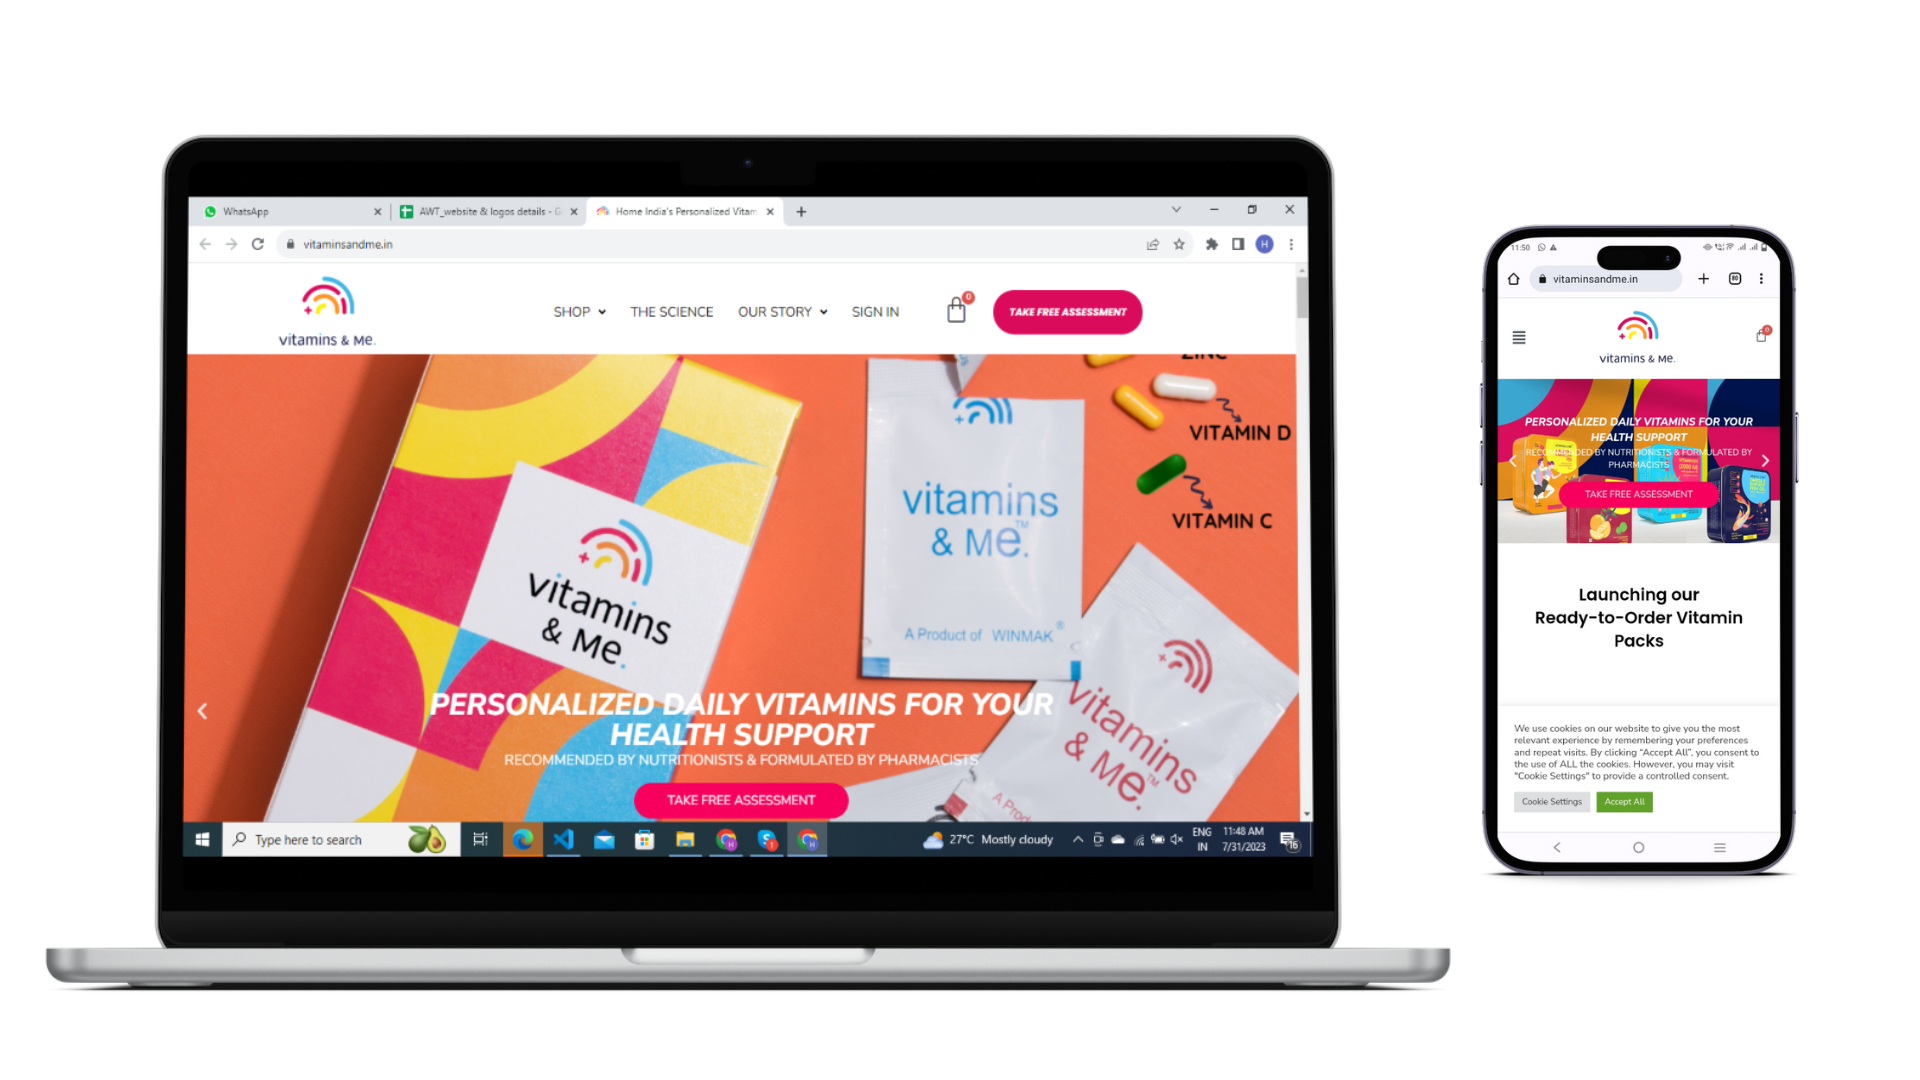 WhatsApp
AWT_website & logos details - G
Home India's Personalized Vitam
vitaminsandme.in
H
vitamins & Me.
SHOP
THE SCIENCE
OUR STORY
SIGN IN
0
TAKE FREE ASSESSMENT
ZINC
VITAMIN D
VITAMIN C
vitamins
& Me.
vitamins
& Me.™
A Product of WINMAK®
vitamins
& Me.™
A Prod
PERSONALIZED DAILY VITAMINS FOR YOUR
HEALTH SUPPORT
RECOMMENDED BY NUTRITIONISTS & FORMULATED BY PHARMACISTS
TAKE FREE ASSESSMENT
Type here to search
27°C Mostly cloudy
ENG
IN
11:48 AM
7/31/2023
16
11:50
vitaminsandme.in
80
vitamins & Me.
0
PERSONALIZED DAILY VITAMINS FOR YOUR
HEALTH SUPPORT
RECOMMENDED BY NUTRITIONISTS & FORMULATED BY
PHARMACISTS
TAKE FREE ASSESSMENT
Launching our
Ready-to-Order Vitamin
Packs
We use cookies on our website to give you the most
relevant experience by remembering your preferences
and repeat visits. By clicking "Accept All", you consent to
the use of ALL the cookies. However, you may visit
"Cookie Settings" to provide a controlled consent.
Cookie Settings
Accept All